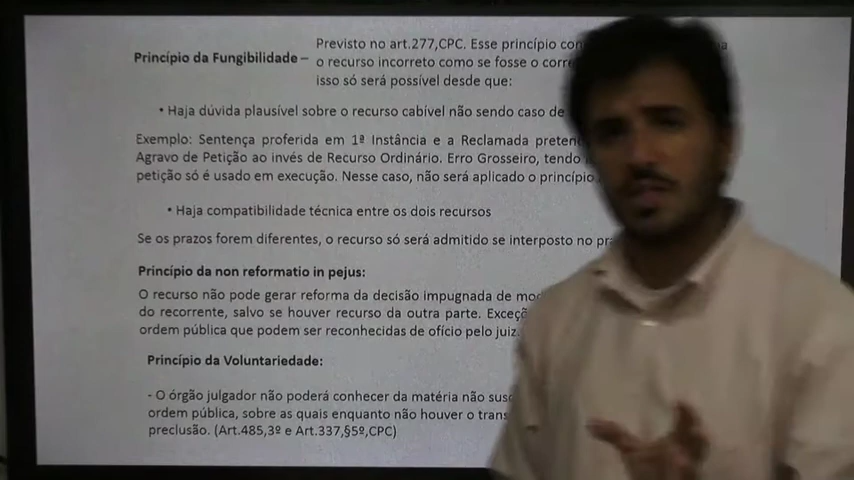 Princípio da Fungibilidade – Previsto no art.277,CPC. Esse princípio
o recurso incorreto como se fosse o
isso só será possível desde que:
• Haja dúvida plausível sobre o recurso cabível não sendo caso de
Exemplo: Sentença proferida em 1ª Instância e a Reclamada
Agravo de Petição ao invés de Recurso Ordinário. Erro Grosseiro, tendo
petição só é usado em execução. Nesse caso, não será aplicado o princípio
• Haja compatibilidade técnica entre os dois recursos
Se os prazos forem diferentes, o recurso só será admitido se interposto no
Princípio da non reformatio in pejus:
O recurso não pode gerar reforma da decisão impugnada de
do recorrente, salvo se houver recurso da outra parte.
ordem pública que podem ser reconhecidas de ofício pelo juiz.
Princípio da Voluntariedade:
- O órgão julgador não poderá conhecer da matéria não
ordem pública, sobre as quais enquanto não houver o
preclusão. (Art.485,3º e Art.337,§5º,CPC)